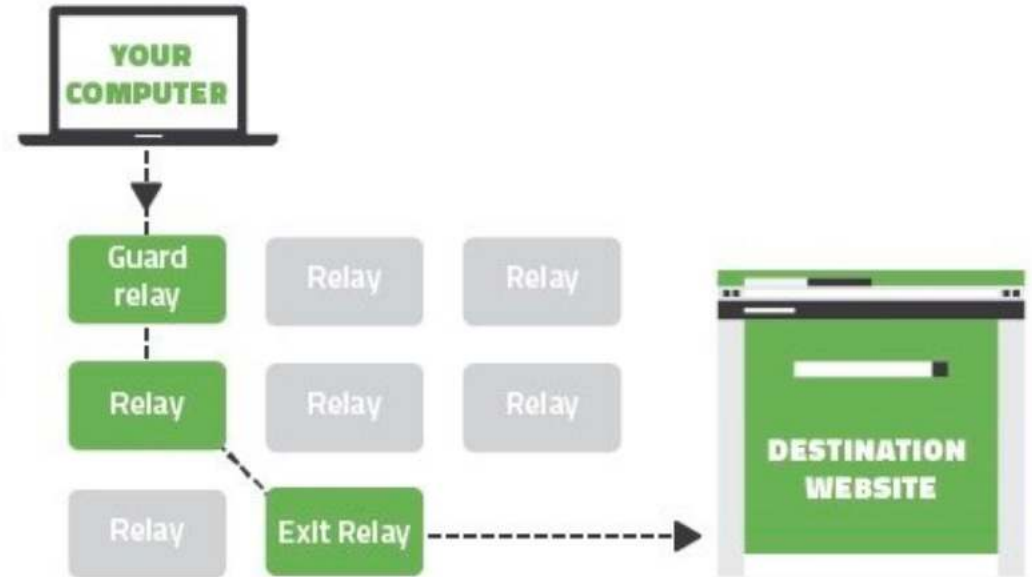 YOUR
COMPUTER
Guard
relay
Relay
Relay
Relay
Relay
Relay
Relay
Exit Relay
DESTINATION
WEBSITE